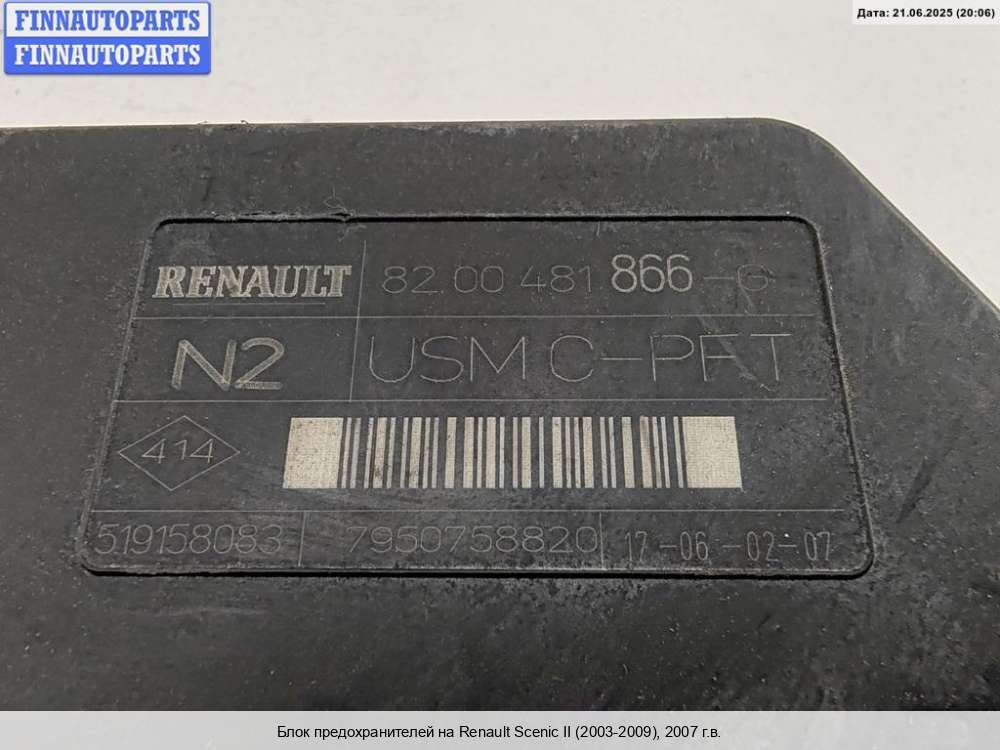 FINNAUTOPARTS
FINNAUTOPARTS
Дата: 21.06.2025 (20:06)
RENAULT 82.00 481 866-G
N2 USM C-PFT
414
519158083 7950758820 17-06-02-07
Блок предохранителей на Renault Scenic II (2003-2009), 2007 г.в.